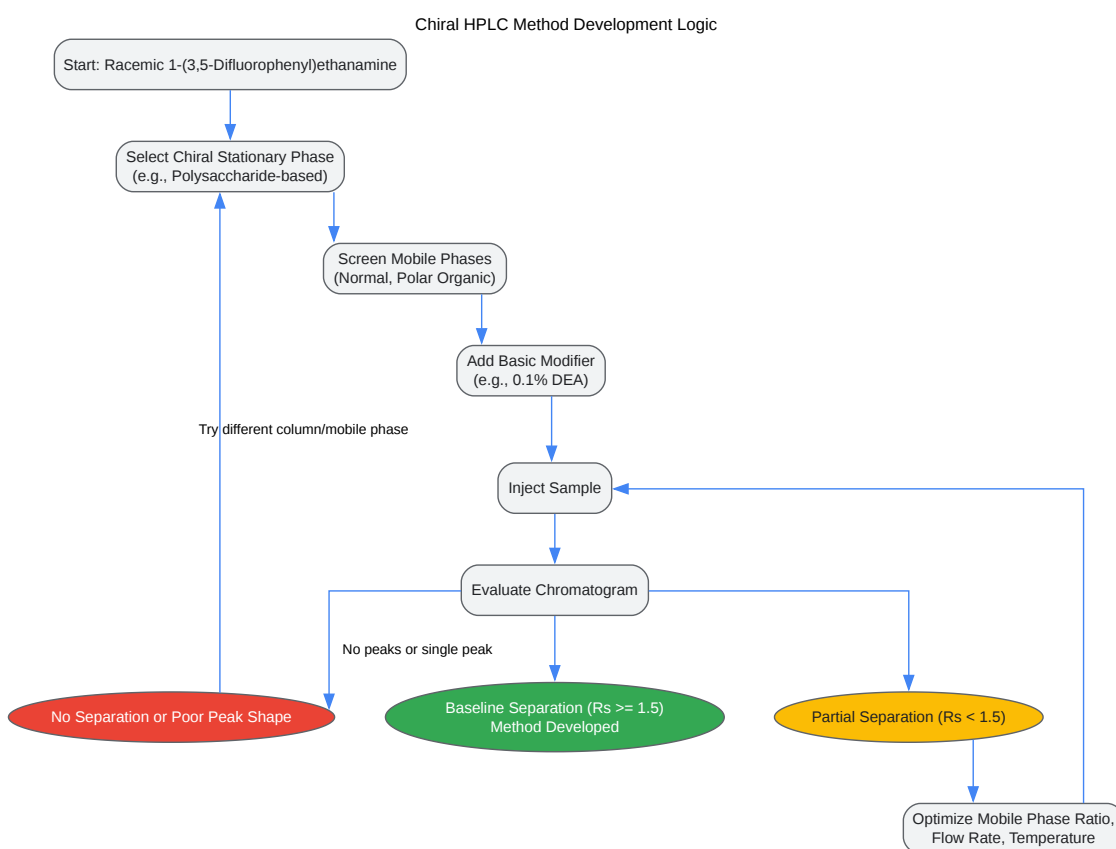 Chiral HPLC Method Development Logic
Start: Racemic 1-(3,5-Difluorophenyl)ethanamine
Select Chiral Stationary Phase
(e.g., Polysaccharide-based)
Screen Mobile Phases
(Normal, Polar Organic)
Add Basic Modifier
(e.g., 0.1% DEA)
Try different column/mobile phase
Inject Sample
Evaluate Chromatogram
No peaks or single peak
No Separation or Poor Peak Shape
Baseline Separation (Rs >= 1.5)
Method Developed
Partial Separation (Rs < 1.5)
Optimize Mobile Phase Ratio,
Flow Rate, Temperature